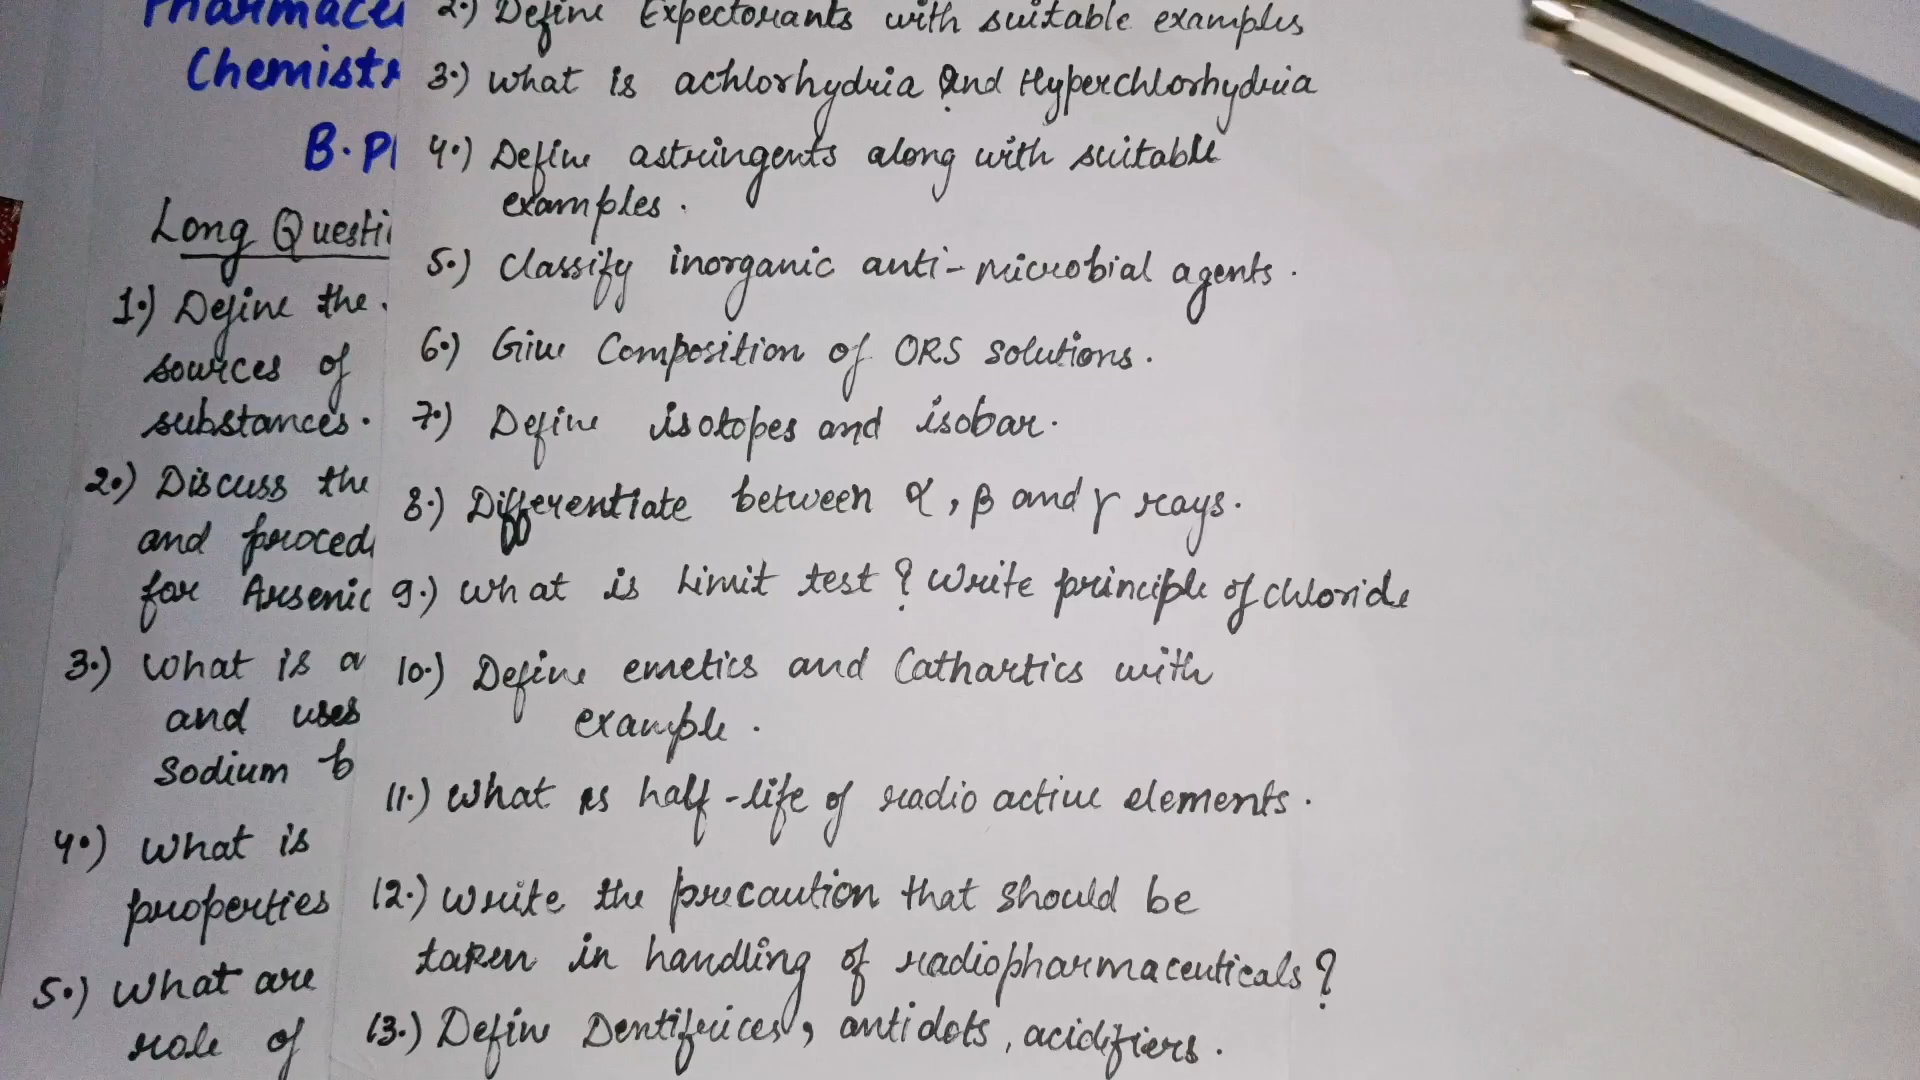 Pharmaceu
Chemistr
B.Ph
Long Questi
1.) Define the
sources of
substances.
2.) Discuss the
and proced
for Arsenic
3.) what is a
and uses
Sodium b
4.) what is
properties
5.) What are
role of
2.) Define Expectorants with suitable examples
3.) what is achlorhydria and Hyperchlorhydria
4.) Define astringents along with suitable
examples.
5.) Classify inorganic anti-microbial agents.
6.) Give Composition of ORS solutions.
7.) Define isotopes and isobar.
8.) Differentiate between α, β and γ rays.
9.) what is Limit test? Write principle of chloride
10.) Define emetics and Cathartics with
example.
11.) What is half-life of radio active elements.
12.) Write the precaution that should be
taken in handling of radiopharmaceuticals?
13.) Define Dentifrices, antidots, acidifiers.